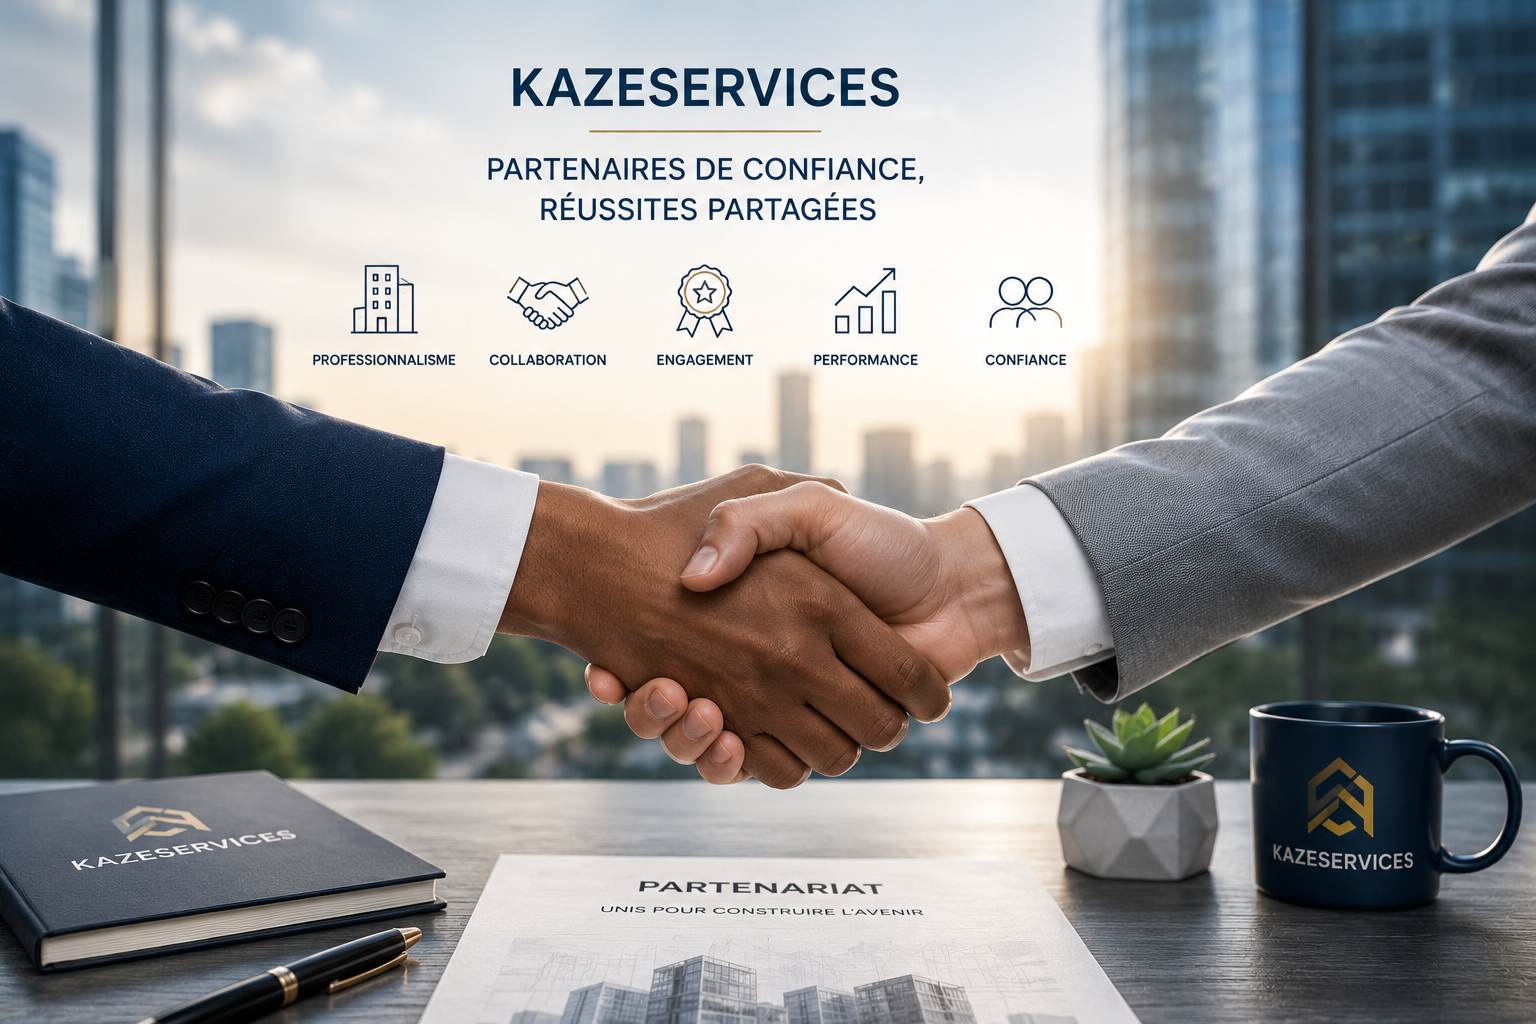 KAZESERVICES
PARTENAIRES DE CONFIANCE,
RÉUSSITES PARTAGÉES
PROFESSIONNALISME
COLLABORATION
ENGAGEMENT
PERFORMANCE
CONFIANCE
KAZESERVICES
PARTENARIAT
UNIS POUR CONSTRUIRE L'AVENIR
KAZESERVICES